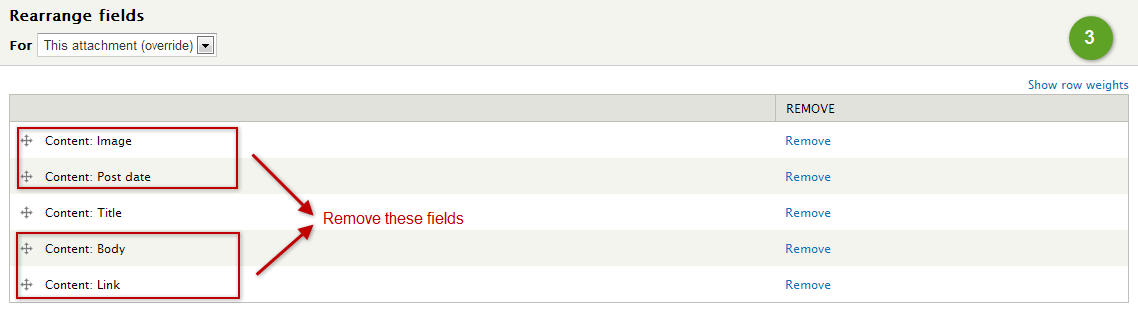 Rearrange fields
For This attachment (override)
3
Show row weights
REMOVE
Content: Image Remove
Content: Post date Remove
Content: Title Remove
Remove these fields
Content: Body Remove
Content: Link Remove